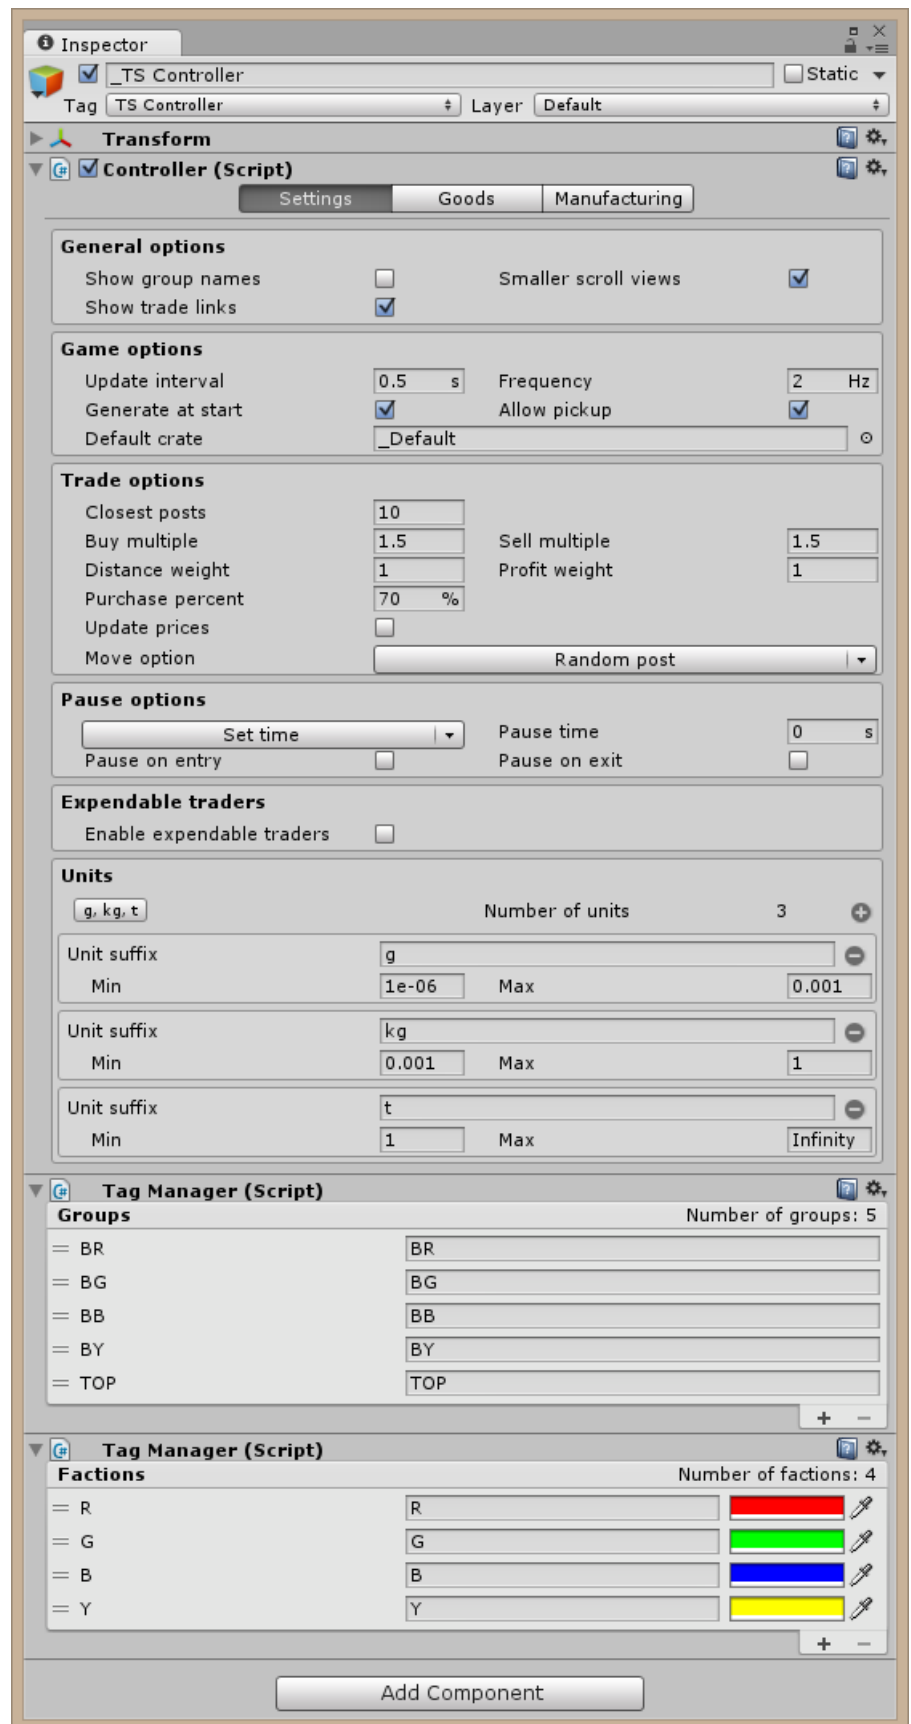 Inspector
_TS Controller Static
Tag TS Controller Layer Default
Transform
Controller (Script)
Settings Goods Manufacturing
General options
Show group names Smaller scroll views
Show trade links
Game options
Update interval 0.5 s Frequency 2 Hz
Generate at start Allow pickup
Default crate _Default
Trade options
Closest posts 10
Buy multiple 1.5 Sell multiple 1.5
Distance weight 1 Profit weight 1
Purchase percent 70 %
Update prices
Move option Random post
Pause options
Set time Pause time 0 s
Pause on entry Pause on exit
Expendable traders
Enable expendable traders
Units
g, kg, t Number of units 3
Unit suffix g
Min 1e-06 Max 0.001
Unit suffix kg
Min 0.001 Max 1
Unit suffix t
Min 1 Max Infinity
Tag Manager (Script)
Groups Number of groups: 5
BR BR
BG BG
BB BB
BY BY
TOP TOP
+ −
Tag Manager (Script)
Factions Number of factions: 4
R R
G G
B B
Y Y
+ −
Add Component